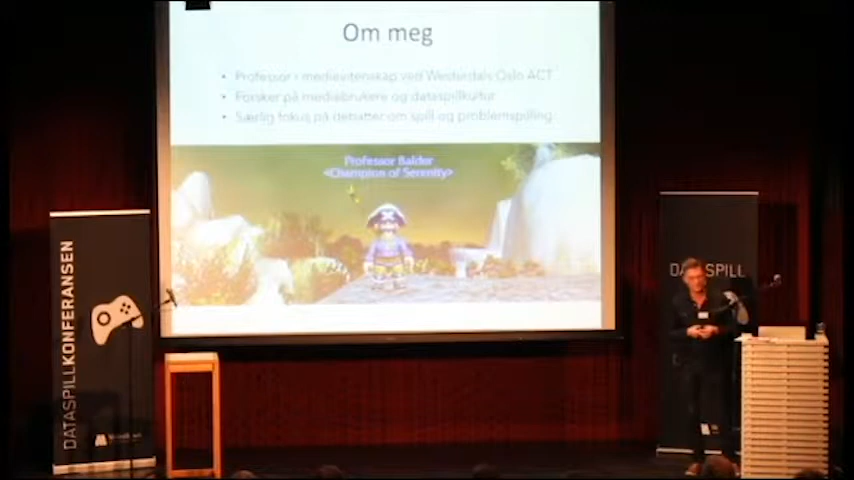 Om meg
• Professor i medievitenskap ved Westerdals Oslo ACT
• Forsker på mediebrukere og dataspillkultur
• Særlig fokus på debatter om spill og problemspilling
Professor Balder
<Champion of Serenity>
DATASPILLKONFERANSEN
DATASPILL